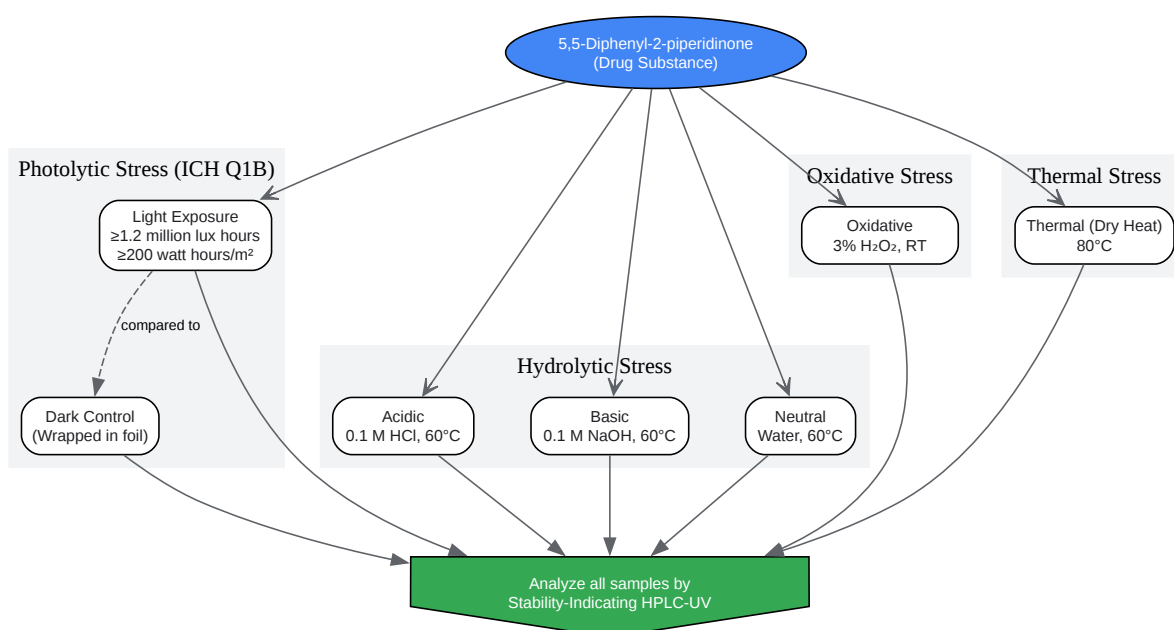 5,5-Diphenyl-2-piperidinone
(Drug Substance)
Photolytic Stress (ICH Q1B)
Light Exposure
≥1.2 million lux hours
≥200 watt hours/m²
compared to
Dark Control
(Wrapped in foil)
Hydrolytic Stress
Acidic
0.1 M HCl, 60°C
Basic
0.1 M NaOH, 60°C
Neutral
Water, 60°C
Oxidative Stress
Oxidative
3% H₂O₂, RT
Thermal Stress
Thermal (Dry Heat)
80°C
Analyze all samples by
Stability-Indicating HPLC-UV